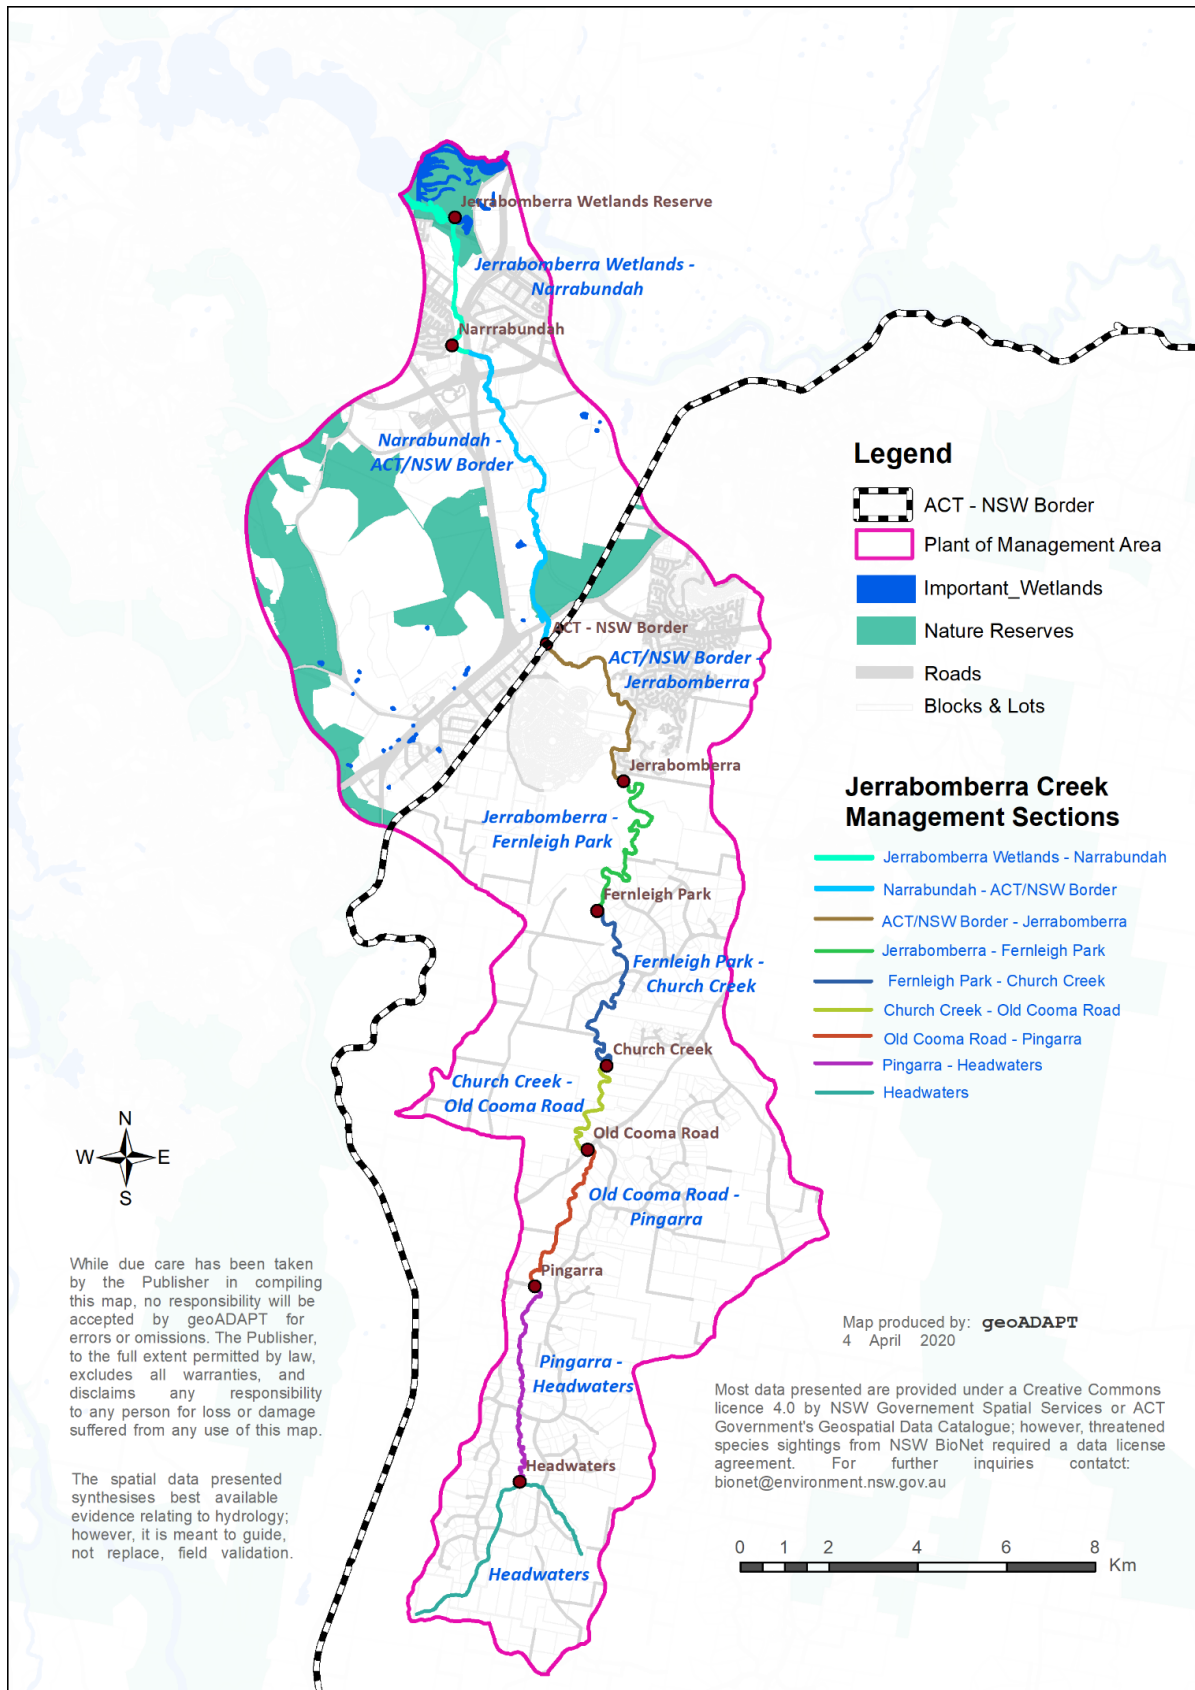 Jerrabomberra Wetlands Reserve
Jerrabomberra Wetlands -
Narrabundah
Narrrabundah
Narrabundah -
ACT/NSW Border
ACT - NSW Border
ACT/NSW Border -
Jerrabomberra
Jerrabomberra
Jerrabomberra -
Fernleigh Park
Fernleigh Park
Fernleigh Park -
Church Creek
Church Creek
Church Creek -
Old Cooma Road
Old Cooma Road
Old Cooma Road -
Pingarra
Pingarra
Pingarra -
Headwaters
Headwaters
Headwaters
Legend
ACT - NSW Border
Plant of Management Area
Important_Wetlands
Nature Reserves
Roads
Blocks & Lots
Jerrabomberra Creek
Management Sections
Jerrabomberra Wetlands - Narrabundah
Narrabundah - ACT/NSW Border
ACT/NSW Border - Jerrabomberra
Jerrabomberra - Fernleigh Park
Fernleigh Park - Church Creek
Church Creek - Old Cooma Road
Old Cooma Road - Pingarra
Pingarra - Headwaters
Headwaters
N
W E
S
While due care has been taken
by the Publisher in compiling
this map, no responsibility will be
accepted by geoADAPT for
errors or omissions. The Publisher,
to the full extent permitted by law,
excludes all warranties, and
disclaims any responsibility
to any person for loss or damage
suffered from any use of this map.
The spatial data presented
synthesises best available
evidence relating to hydrology;
however, it is meant to guide,
not replace, field validation.
Map produced by: geoADAPT
4 April 2020
Most data presented are provided under a Creative Commons
licence 4.0 by NSW Governement Spatial Services or ACT
Government's Geospatial Data Catalogue; however, threatened
species sightings from NSW BioNet required a data license
agreement. For further inquiries contatct:
bionet@environment.nsw.gov.au
0 1 2 4 6 8
Km